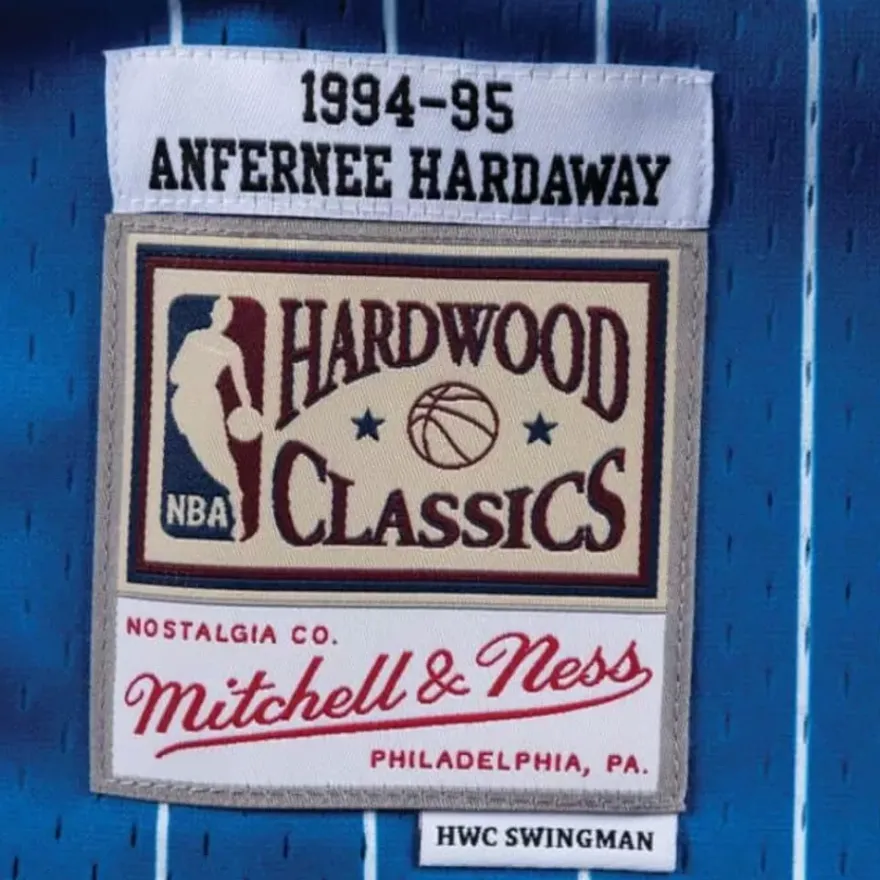 1994-95
ANFERNEE HARDAWAY
HARDWOOD
CLASSICS
NBA
NOSTALGIA CO.
Mitchell & Ness
PHILADELPHIA, PA.
HWC SWINGMAN